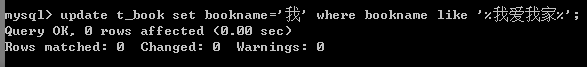 mysql> update t_book set bookname='我' where bookname like '%我爱我家%';
Query OK, 0 rows affected (0.00 sec)
Rows matched: 0  Changed: 0  Warnings: 0